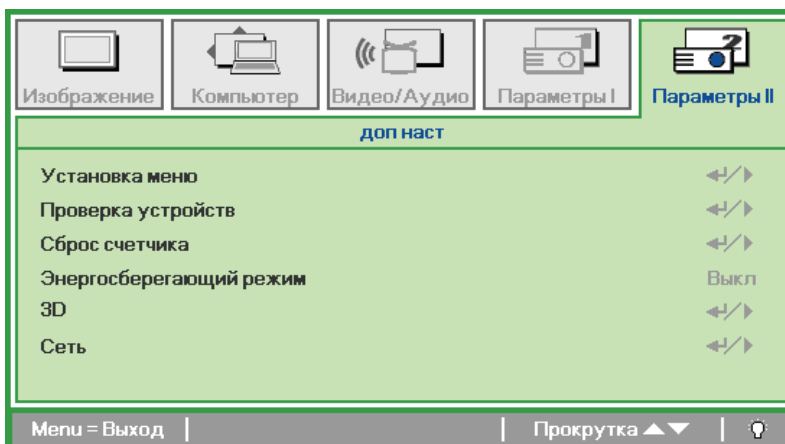 Изображение Компьютер Видео/Аудио Параметры I Параметры II
доп наст
Установка меню
Проверка устройств
Сброс счетчика
Энергосберегающий режим Выкл
3D
Сеть
Menu = Выход | | Прокрутка ▲▼ |